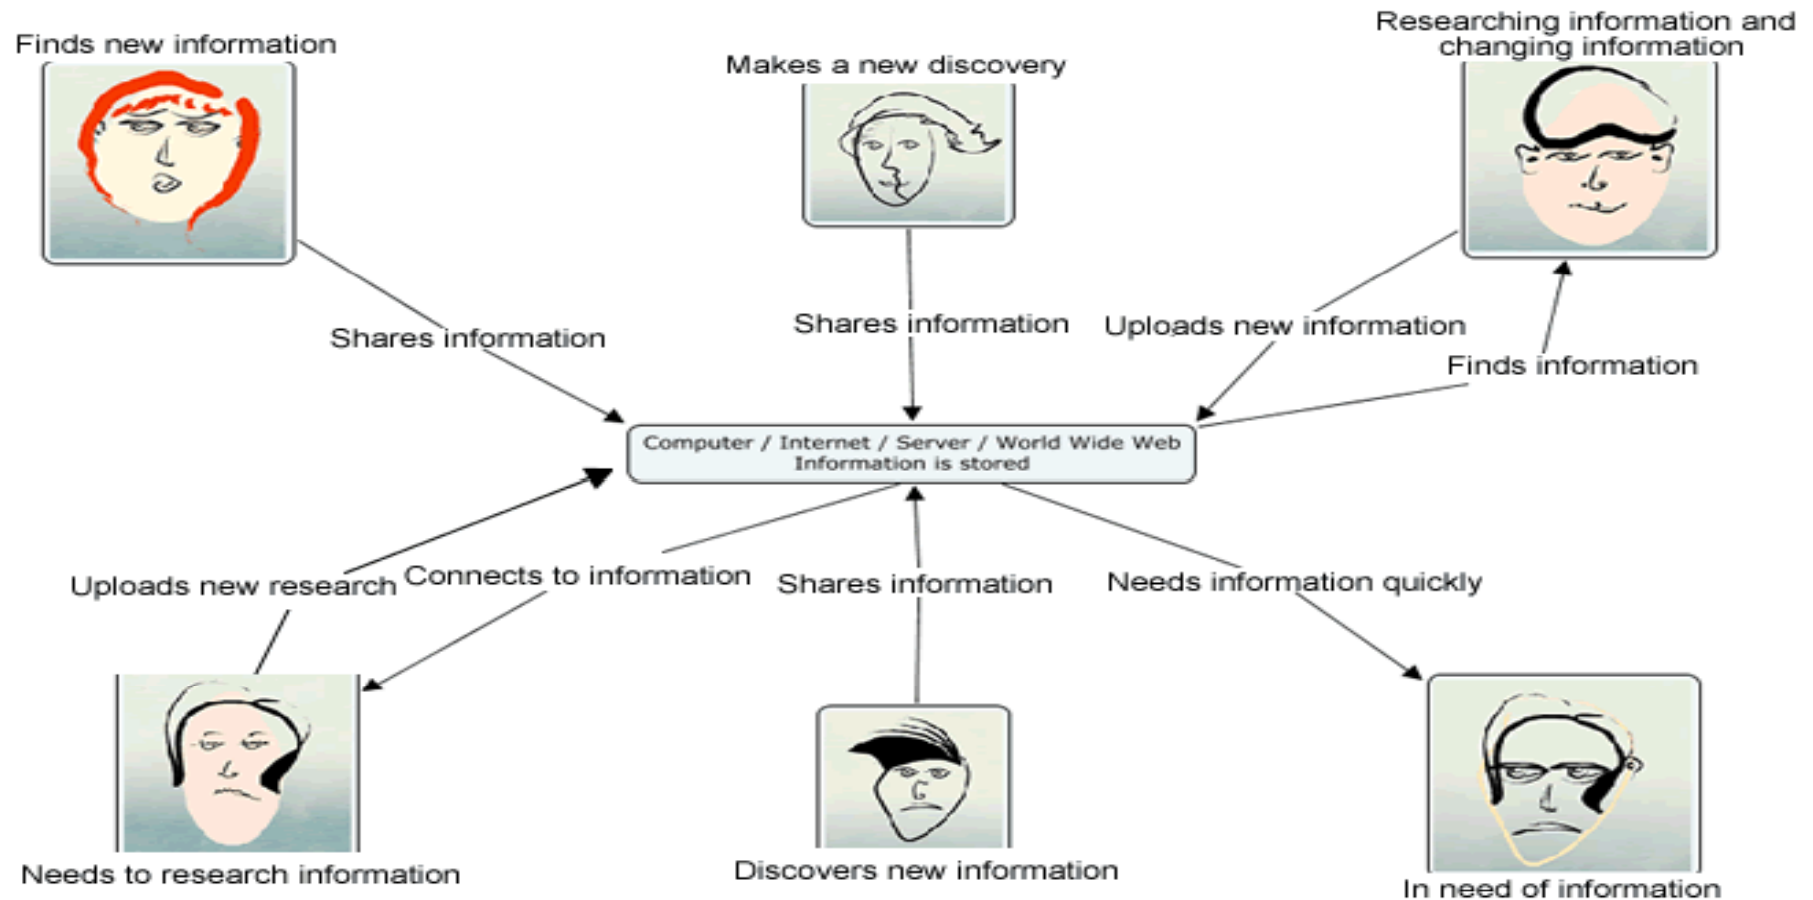 Finds new information
Makes a new discovery
Researching information and
changing information
Shares information
Shares information
Uploads new information
Finds information
Computer / Internet / Server / World Wide Web
Information is stored
Uploads new research
Connects to information
Shares information
Needs information quickly
Needs to research information
Discovers new information
In need of information